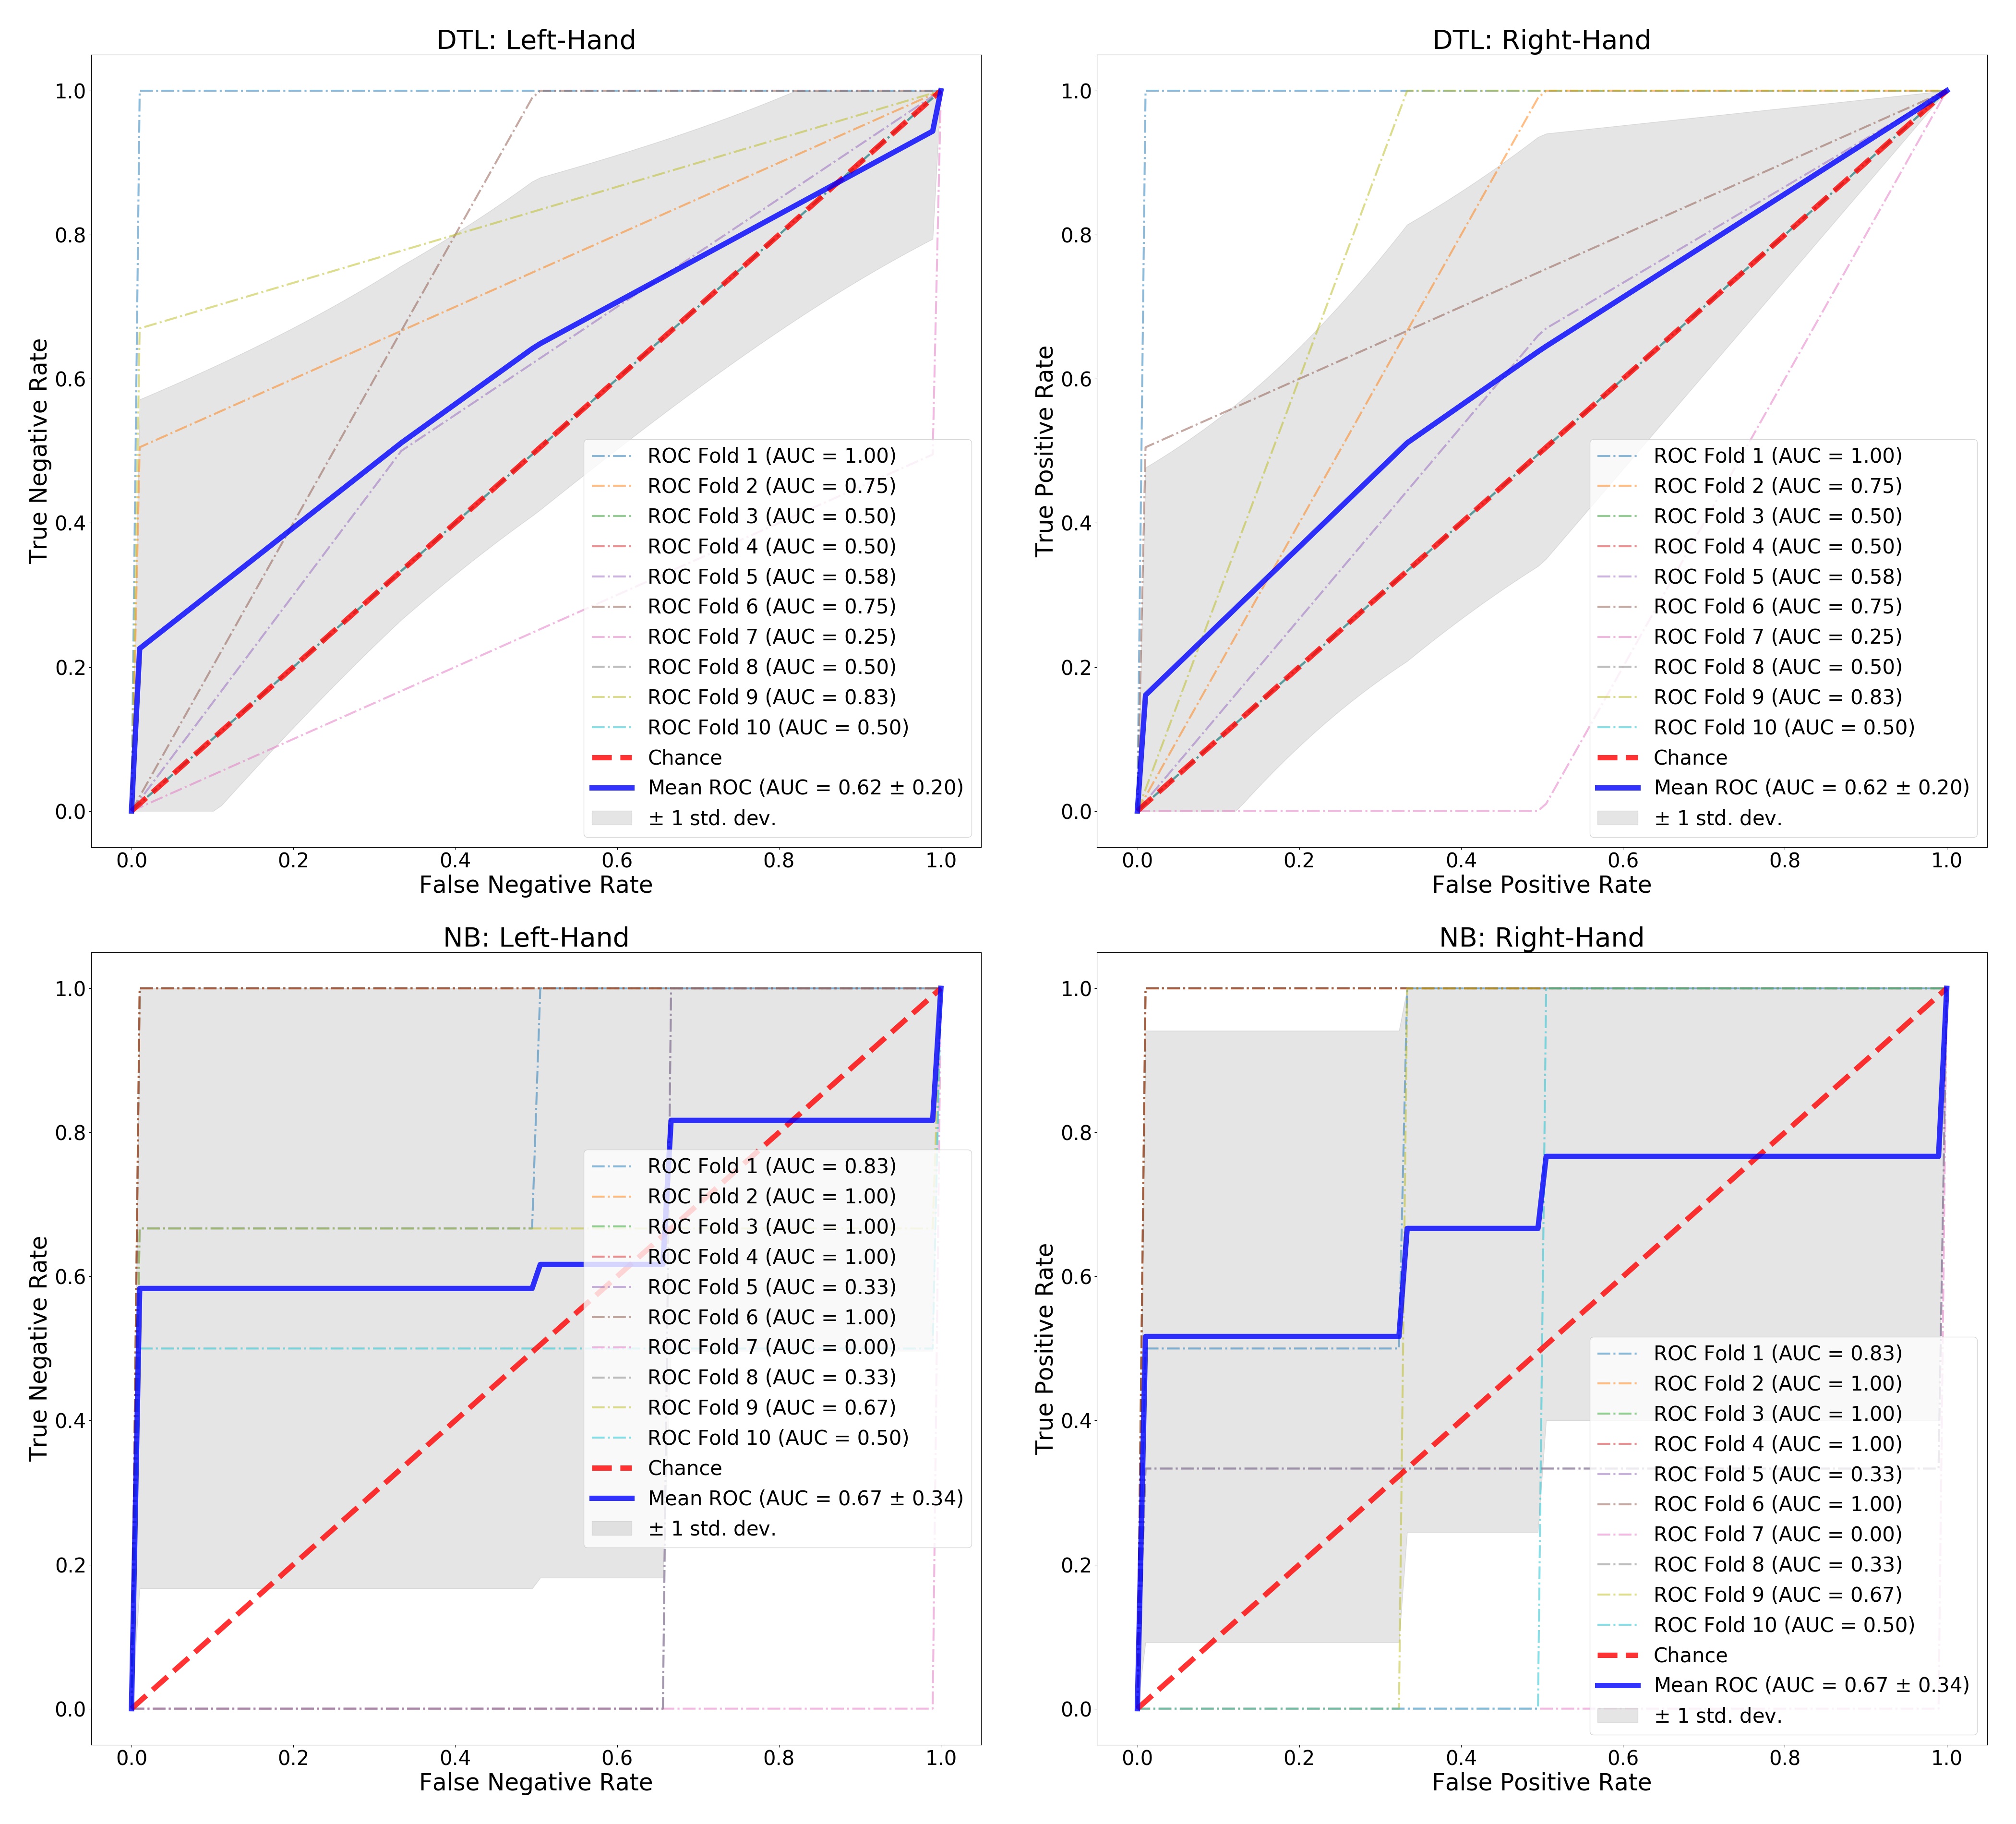 DTL: Left-Hand
True Negative Rate
1.0
0.8
0.6
0.4
0.2
0.0
ROC Fold 1 (AUC = 1.00)
ROC Fold 2 (AUC = 0.75)
ROC Fold 3 (AUC = 0.50)
ROC Fold 4 (AUC = 0.50)
ROC Fold 5 (AUC = 0.58)
ROC Fold 6 (AUC = 0.75)
ROC Fold 7 (AUC = 0.25)
ROC Fold 8 (AUC = 0.50)
ROC Fold 9 (AUC = 0.83)
ROC Fold 10 (AUC = 0.50)
Chance
Mean ROC (AUC = 0.62 ± 0.20)
± 1 std. dev.
0.0 0.2 0.4 0.6 0.8 1.0
False Negative Rate
DTL: Right-Hand
True Positive Rate
1.0
0.8
0.6
0.4
0.2
0.0
ROC Fold 1 (AUC = 1.00)
ROC Fold 2 (AUC = 0.75)
ROC Fold 3 (AUC = 0.50)
ROC Fold 4 (AUC = 0.50)
ROC Fold 5 (AUC = 0.58)
ROC Fold 6 (AUC = 0.75)
ROC Fold 7 (AUC = 0.25)
ROC Fold 8 (AUC = 0.50)
ROC Fold 9 (AUC = 0.83)
ROC Fold 10 (AUC = 0.50)
Chance
Mean ROC (AUC = 0.62 ± 0.20)
± 1 std. dev.
0.0 0.2 0.4 0.6 0.8 1.0
False Positive Rate
NB: Left-Hand
True Negative Rate
1.0
0.8
0.6
0.4
0.2
0.0
ROC Fold 1 (AUC = 0.83)
ROC Fold 2 (AUC = 1.00)
ROC Fold 3 (AUC = 1.00)
ROC Fold 4 (AUC = 1.00)
ROC Fold 5 (AUC = 0.33)
ROC Fold 6 (AUC = 1.00)
ROC Fold 7 (AUC = 0.00)
ROC Fold 8 (AUC = 0.33)
ROC Fold 9 (AUC = 0.67)
ROC Fold 10 (AUC = 0.50)
Chance
Mean ROC (AUC = 0.67 ± 0.34)
± 1 std. dev.
0.0 0.2 0.4 0.6 0.8 1.0
False Negative Rate
NB: Right-Hand
True Positive Rate
1.0
0.8
0.6
0.4
0.2
0.0
ROC Fold 1 (AUC = 0.83)
ROC Fold 2 (AUC = 1.00)
ROC Fold 3 (AUC = 1.00)
ROC Fold 4 (AUC = 1.00)
ROC Fold 5 (AUC = 0.33)
ROC Fold 6 (AUC = 1.00)
ROC Fold 7 (AUC = 0.00)
ROC Fold 8 (AUC = 0.33)
ROC Fold 9 (AUC = 0.67)
ROC Fold 10 (AUC = 0.50)
Chance
Mean ROC (AUC = 0.67 ± 0.34)
± 1 std. dev.
0.0 0.2 0.4 0.6 0.8 1.0
False Positive Rate